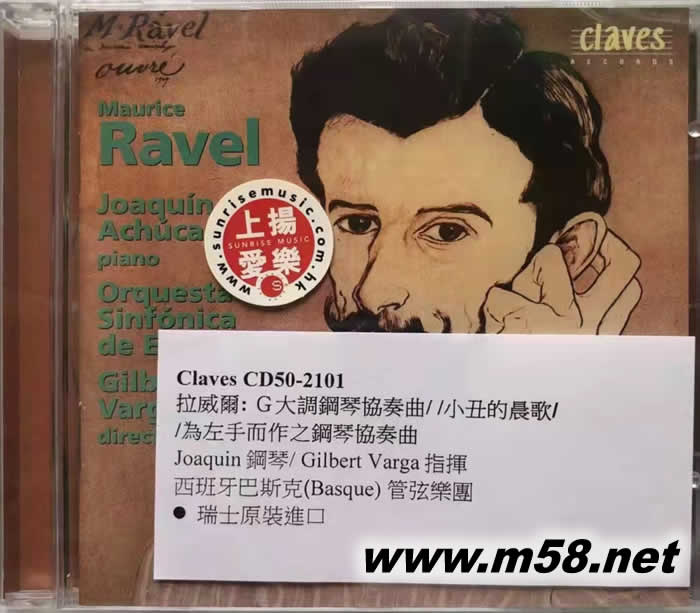 M. Ravel
ouvré
1909
claves
RECORDS
Maurice
Ravel
Joaquín
Achúca
piano
Orquesta
Sinfónica
de E
Gilb
Varg
direc
www.sunrisemusic.com.hk
上揚
SUNRISE MUSIC
愛樂
Claves CD50-2101
拉威爾: G大調鋼琴協奏曲/ /小丑的晨歌/
/為左手而作之鋼琴協奏曲
Joaquin 鋼琴/ Gilbert Varga 指揮
西班牙巴斯克(Basque) 管弦樂團
● 瑞士原裝進口
www.m58.net